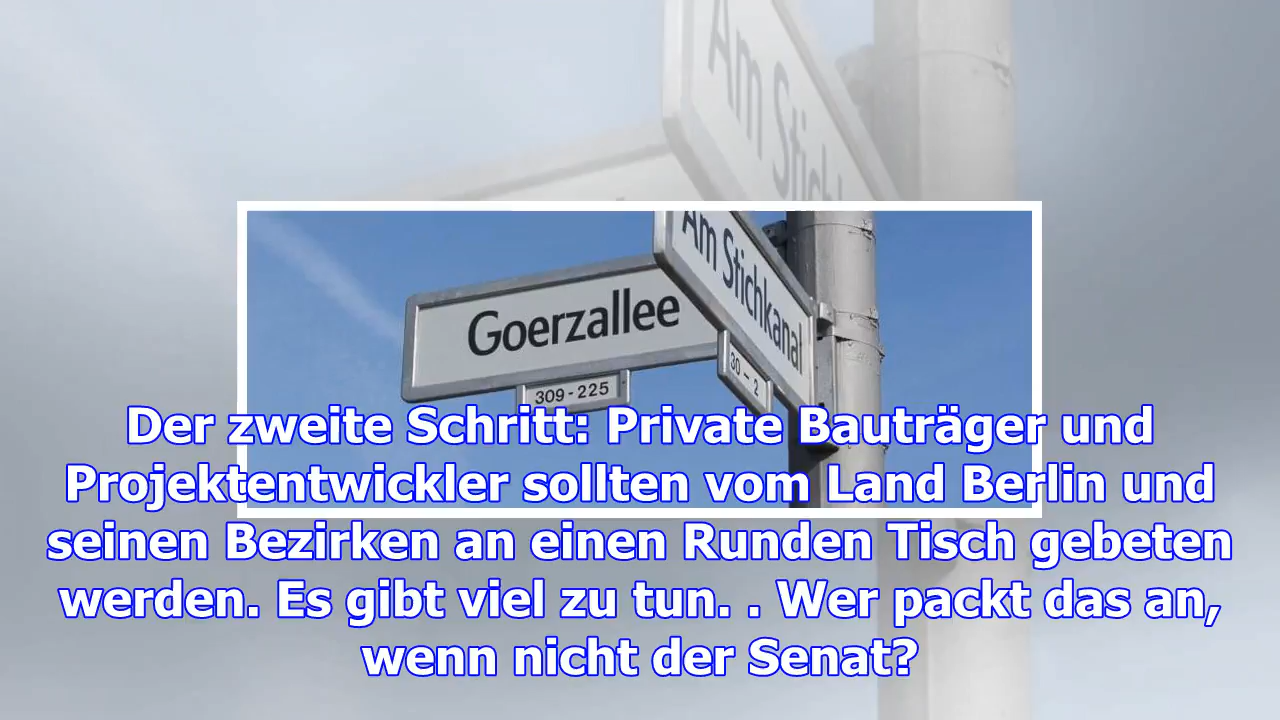 Am Stich
Am Stichkanal
Goerzallee
30 - 2
309 - 225
Der zweite Schritt: Private Bauträger und
Projektentwickler sollten vom Land Berlin und
seinen Bezirken an einen Runden Tisch gebeten
werden. Es gibt viel zu tun. . Wer packt das an,
wenn nicht der Senat?